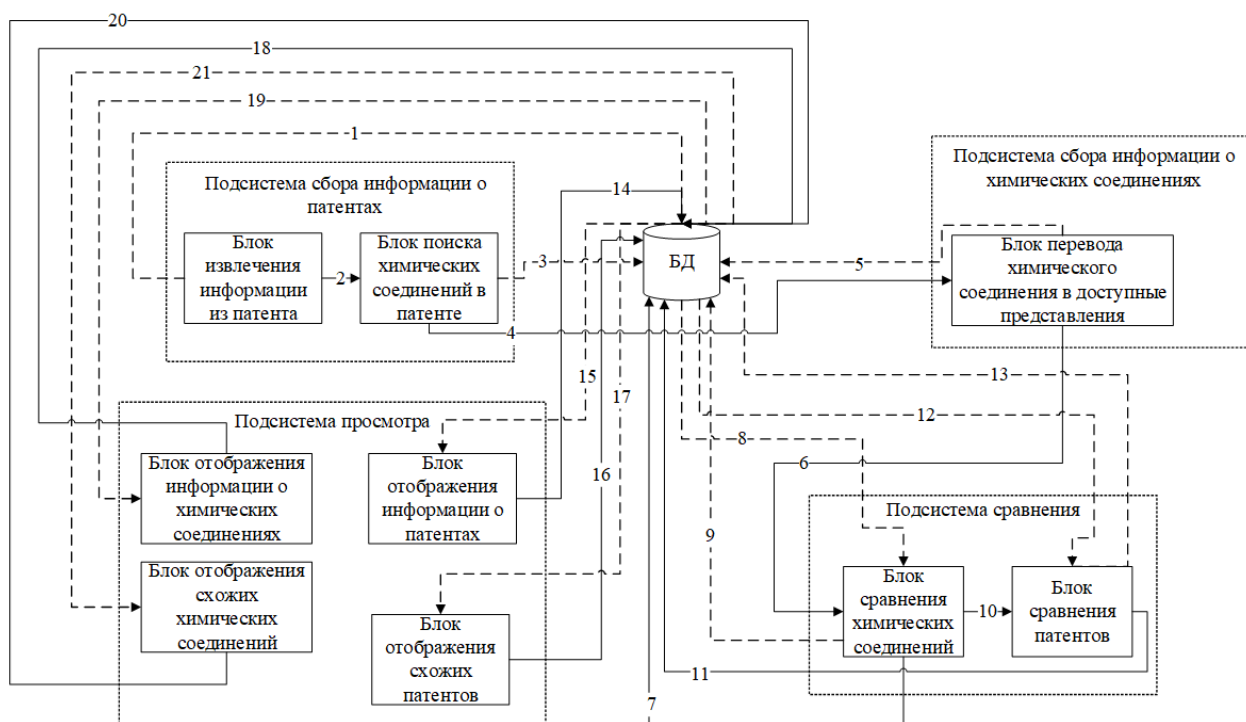 20
18
21
19
1
Подсистема сбора информации о
патентах
Блок
извлечения
информации
из патента
2
Блок поиска
химических
соединений в
патенте
3
4
14
БД
5
Подсистема сбора информации о
химических соединениях
Блок перевода
химического
соединения в доступные
представления
15
17
16
13
12
8
6
9
Подсистема просмотра
Блок отображения
информации о
химических
соединениях
Блок
отображения
информации о
патентах
Блок отображения
схожих
химических
соединений
Блок
отображения
схожих
патентов
Подсистема сравнения
Блок
сравнения
химических
соединений
10
Блок
сравнения
патентов
11
7